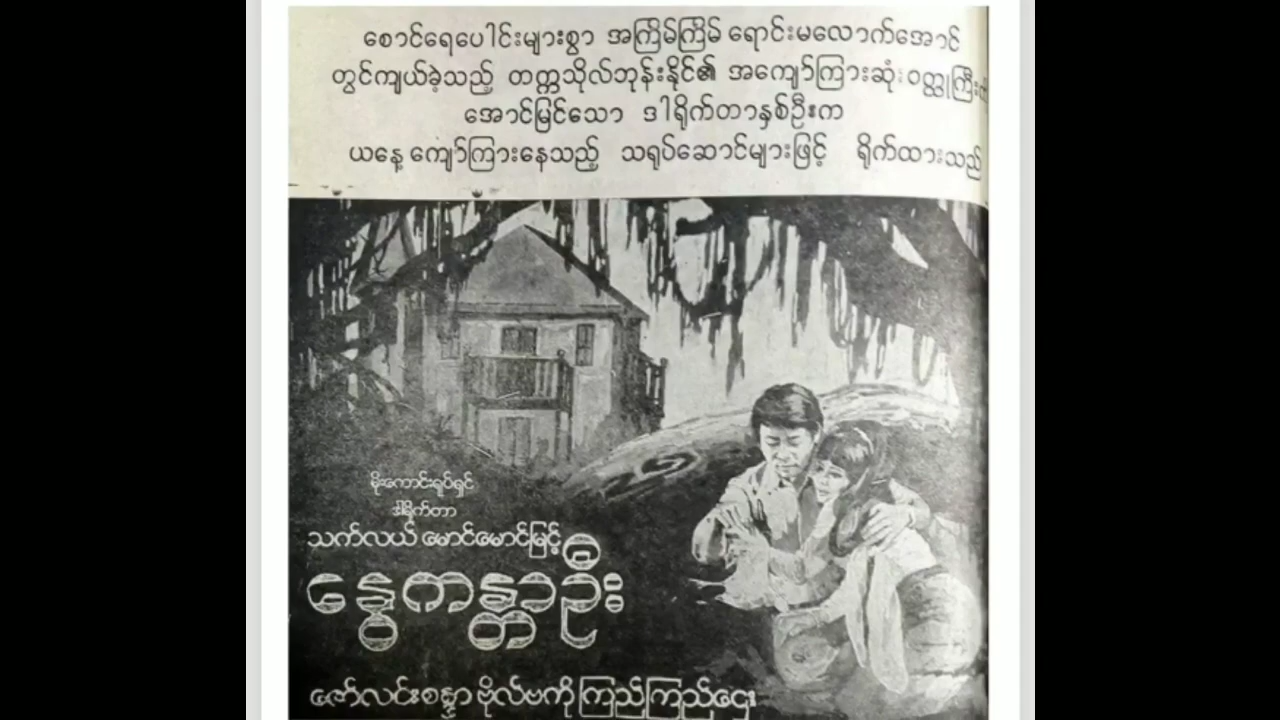 စောင်ရေပေါင်းများစွာ အကြိမ်ကြိမ် ရောင်းမလောက်အောင်
တွင်ကျယ်ခဲ့သည့် တက္ကသိုလ်ဘုန်းနိုင်၏ အကျော်ကြားဆုံး ဝတ္ထုကြီး
အောင်မြင်သော ဒါရိုက်တာနှစ်ဦးက
ယနေ့ ကျော်ကြားနေသည့် သရုပ်ဆောင်များဖြင့် ရိုက်ထားသည်
မိုးကောင်းရုပ်ရှင်
ဒါရိုက်တာ
သက်လယ် မောင်မောင်မြင့်
နွေကန္တာဦး
ဇော်လင်းစန္ဒာ ဗိုလ်ဗကို ကြည်ကြည်ဌေး